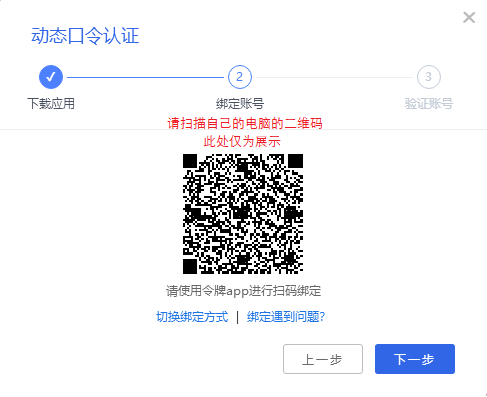 动态口令认证
2
3
下载应用
绑定账号
验证账号
请扫描自己的电脑的二维码
此处仅为展示
请使用令牌app进行扫码绑定
切换绑定方式 | 绑定遇到问题?
上一步
下一步